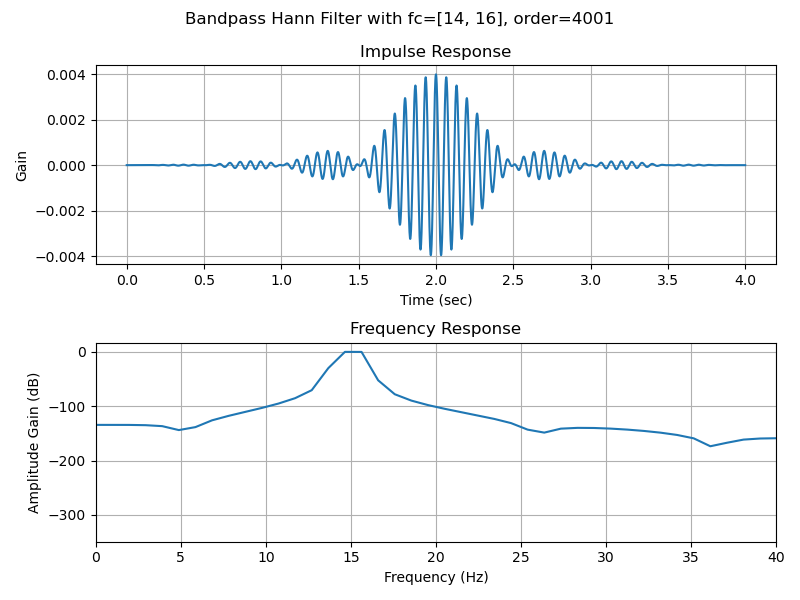 Bandpass Hann Filter with fc=[14, 16], order=4001
Impulse Response
0.004
0.002
0.000
−0.002
−0.004
Gain
0.0 0.5 1.0 1.5 2.0 2.5 3.0 3.5 4.0
Time (sec)
Frequency Response
0
−100
−200
−300
Amplitude Gain (dB)
0 5 10 15 20 25 30 35 40
Frequency (Hz)